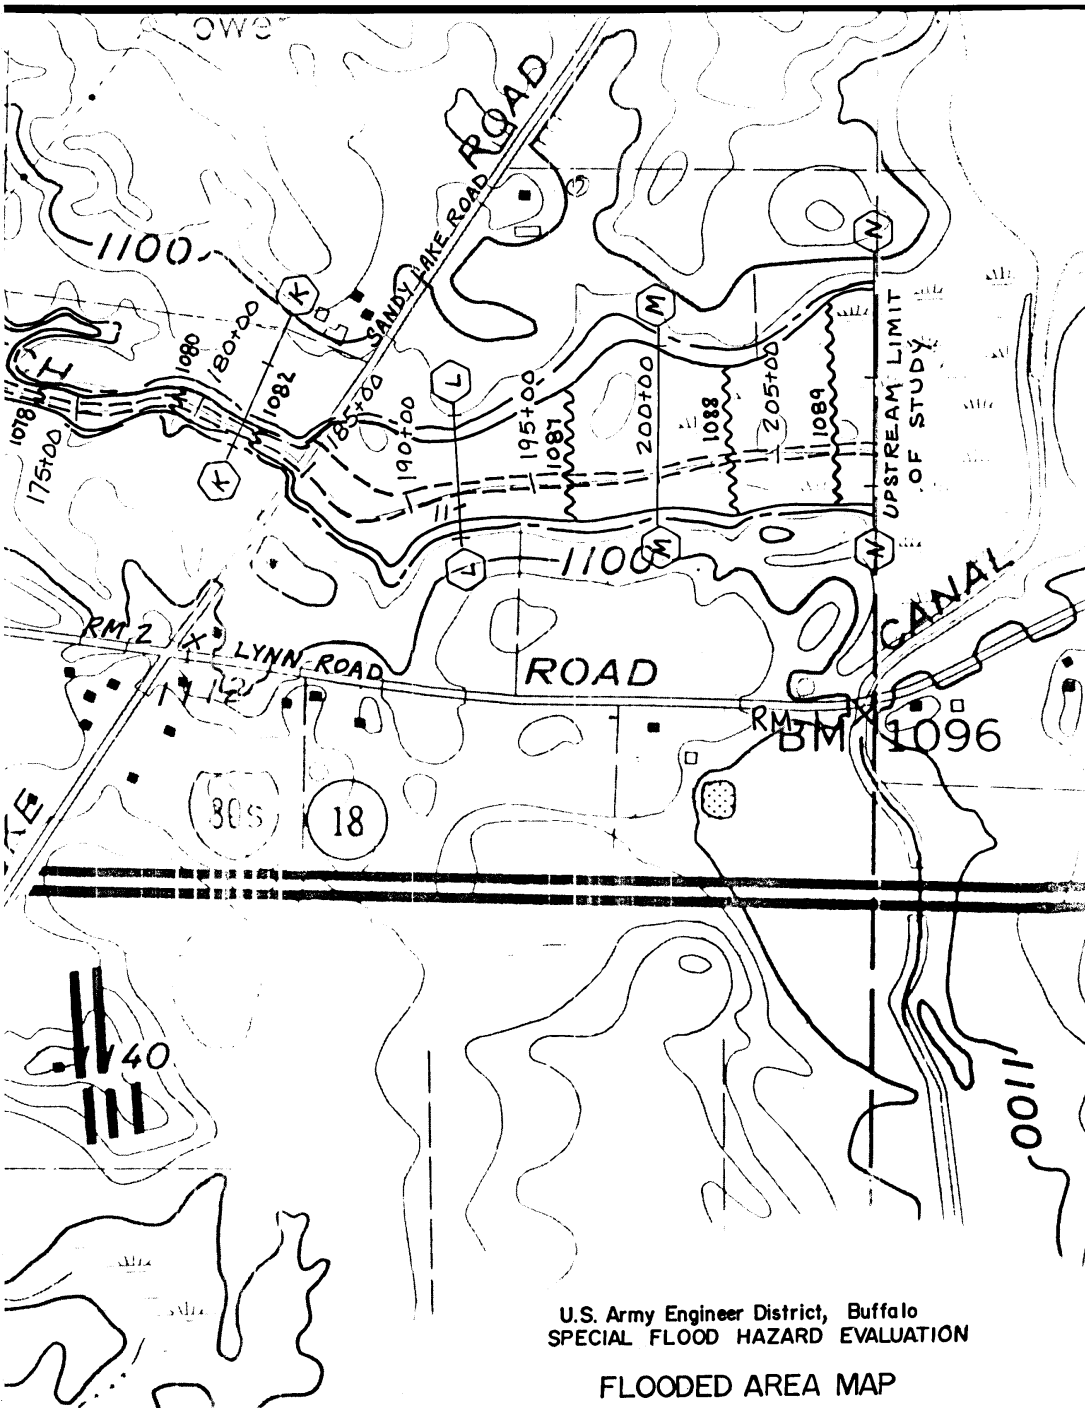 ROAD
SANDY LAKE ROAD
1100
K
1080
180+00
1082
K
1078
175+00
185+00
190+00
L
L
195+00
1087
M
200+00
M
1088
205+00
1089
N
UPSTREAM LIMIT
OF STUDY
N
1100
CANAL
RM 2
X
LYNN ROAD
ROAD
1112
RM 1
X
BM
1096
18
40
1100
U.S. Army Engineer District, Buffalo
SPECIAL FLOOD HAZARD EVALUATION
FLOODED AREA MAP